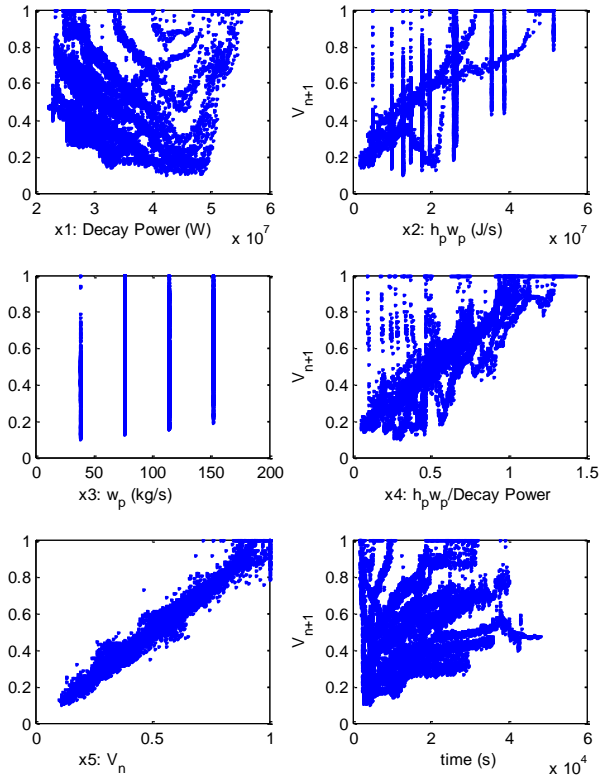 1
0.8
0.6
0.4
0.2
0
2 3 4 5 6
x1: Decay Power (W)
x 10^7
V_{n+1}
1
0.8
0.6
0.4
0.2
0
0 2 4 6
x2: h_pw_p (J/s)
x 10^7
1
0.8
0.6
0.4
0.2
0
0 50 100 150 200
x3: w_p (kg/s)
V_{n+1}
1
0.8
0.6
0.4
0.2
0
0 0.5 1 1.5
x4: h_pw_p/Decay Power
1
0.8
0.6
0.4
0.2
0
0 0.5 1
x5: V_n
V_{n+1}
1
0.8
0.6
0.4
0.2
0
0 2 4 6
time (s)
x 10^4